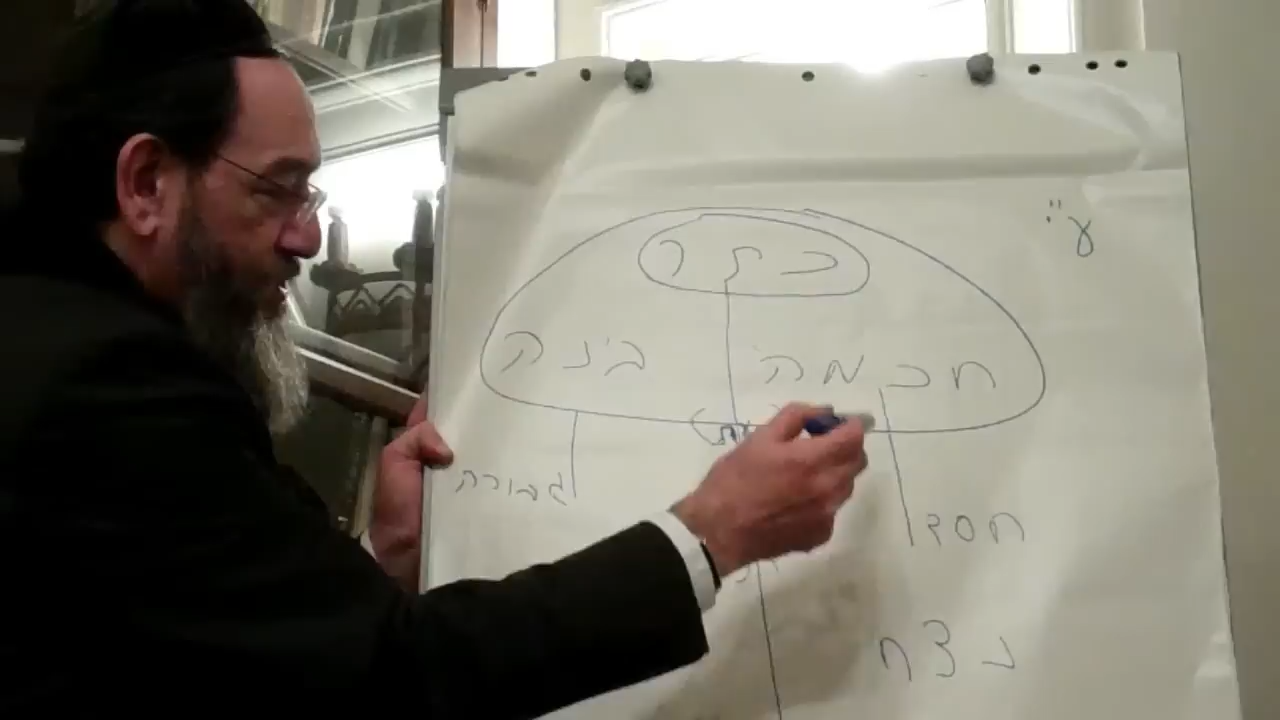 ע"
כתר
חכמה בינה
גבורה
חסד
נצח